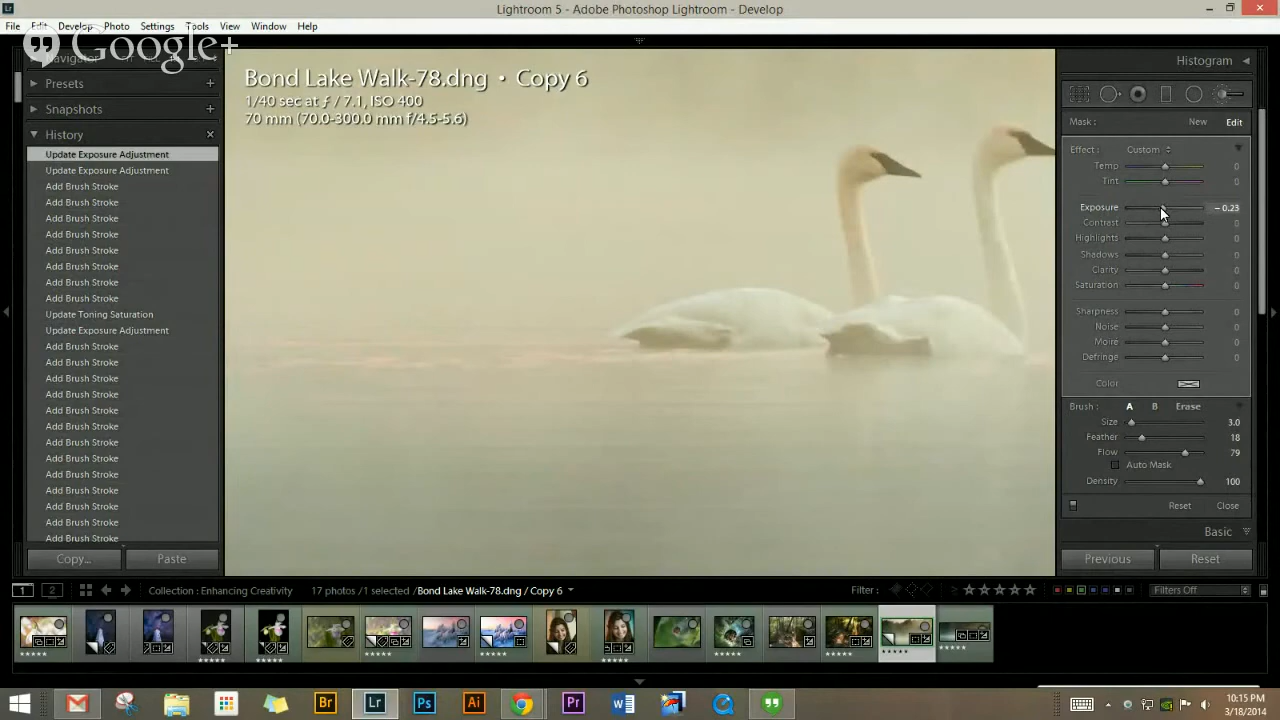 Lightroom 5 - Adobe Photoshop Lightroom - Develop
File Edit Develop Photo Settings Tools View Window Help
Google+
Navigator
Presets
Snapshots
History
Update Exposure Adjustment
Update Exposure Adjustment
Add Brush Stroke
Add Brush Stroke
Add Brush Stroke
Add Brush Stroke
Add Brush Stroke
Add Brush Stroke
Add Brush Stroke
Add Brush Stroke
Update Toning Saturation
Update Exposure Adjustment
Add Brush Stroke
Add Brush Stroke
Add Brush Stroke
Add Brush Stroke
Add Brush Stroke
Add Brush Stroke
Add Brush Stroke
Add Brush Stroke
Add Brush Stroke
Add Brush Stroke
Add Brush Stroke
Add Brush Stroke
Add Brush Stroke
Copy... Paste
Bond Lake Walk-78.dng • Copy 6
1/40 sec at ƒ / 7.1, ISO 400
70 mm (70.0-300.0 mm f/4.5-5.6)
Histogram
Mask : New Edit
Effect : Custom
Temp 0
Tint 0
Exposure – 0.23
Contrast 0
Highlights 0
Shadows 0
Clarity 0
Saturation 0
Sharpness 0
Noise 0
Moiré 0
Defringe 0
Color
Brush : A B Erase
Size 3.0
Feather 18
Flow 79
Auto Mask
Density 100
Reset Close
Basic
Previous Reset
1 2 Collection : Enhancing Creativity 17 photos /1 selected /Bond Lake Walk-78.dng / Copy 6 Filter : Filters Off
Br Lr Ps Ai Pr
10:15 PM
3/18/2014